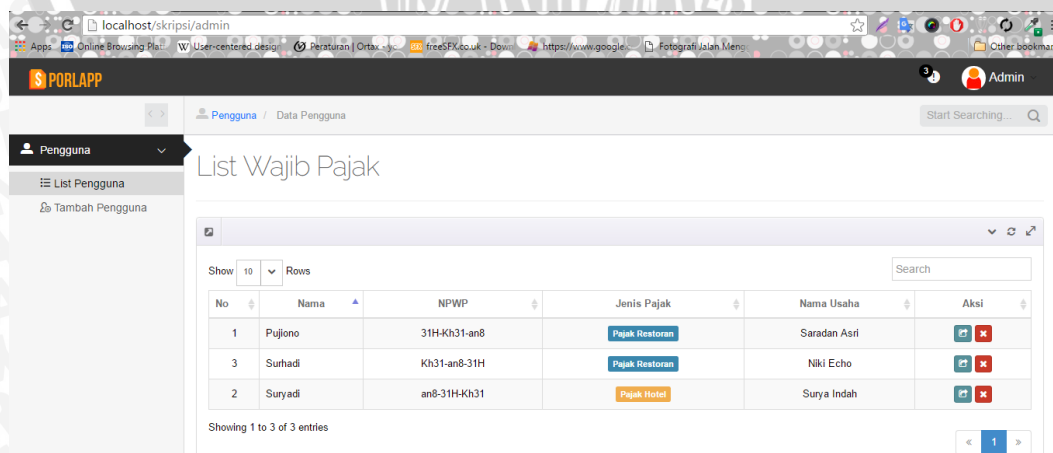 localhost/skripsi/admin
Apps Online Browsing Plat User-centered design Peraturan | Ortax - yo freeSFX.co.uk - Down https://www.google. Fotografi Jalan Meng Other bookmar
PORLAPP 3 Admin
Pengguna / Data Pengguna Start Searching...
Pengguna
List Pengguna
Tambah Pengguna
List Wajib Pajak
Show 10 Rows Search
No Nama NPWP Jenis Pajak Nama Usaha Aksi
1 Pujiono 31H-Kh31-an8 Pajak Restoran Saradan Asri
3 Surhadi Kh31-an8-31H Pajak Restoran Niki Echo
2 Suryadi an8-31H-Kh31 Pajak Hotel Surya Indah
Showing 1 to 3 of 3 entries
« 1 »